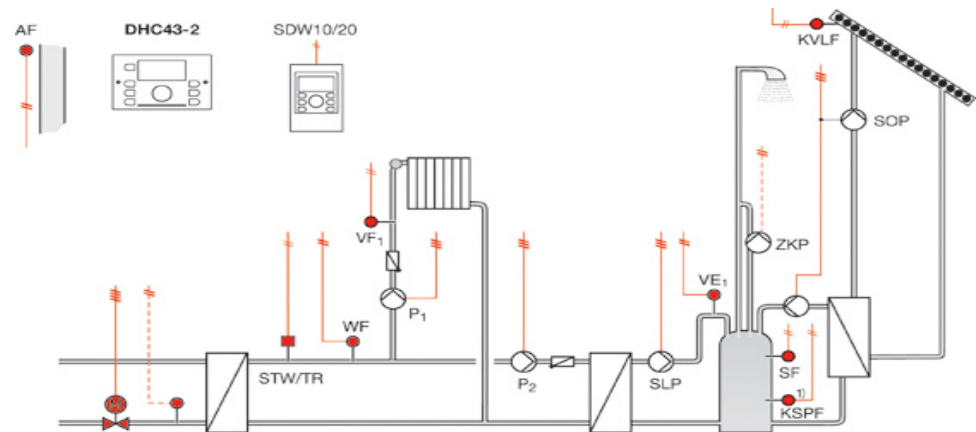 AF
DHC43-2
SDW10/20
KVLF
SOP
ZKP
VF1
P1
WF
STW/TR
P2
SLP
VE1
SF
1)
KSPF
M